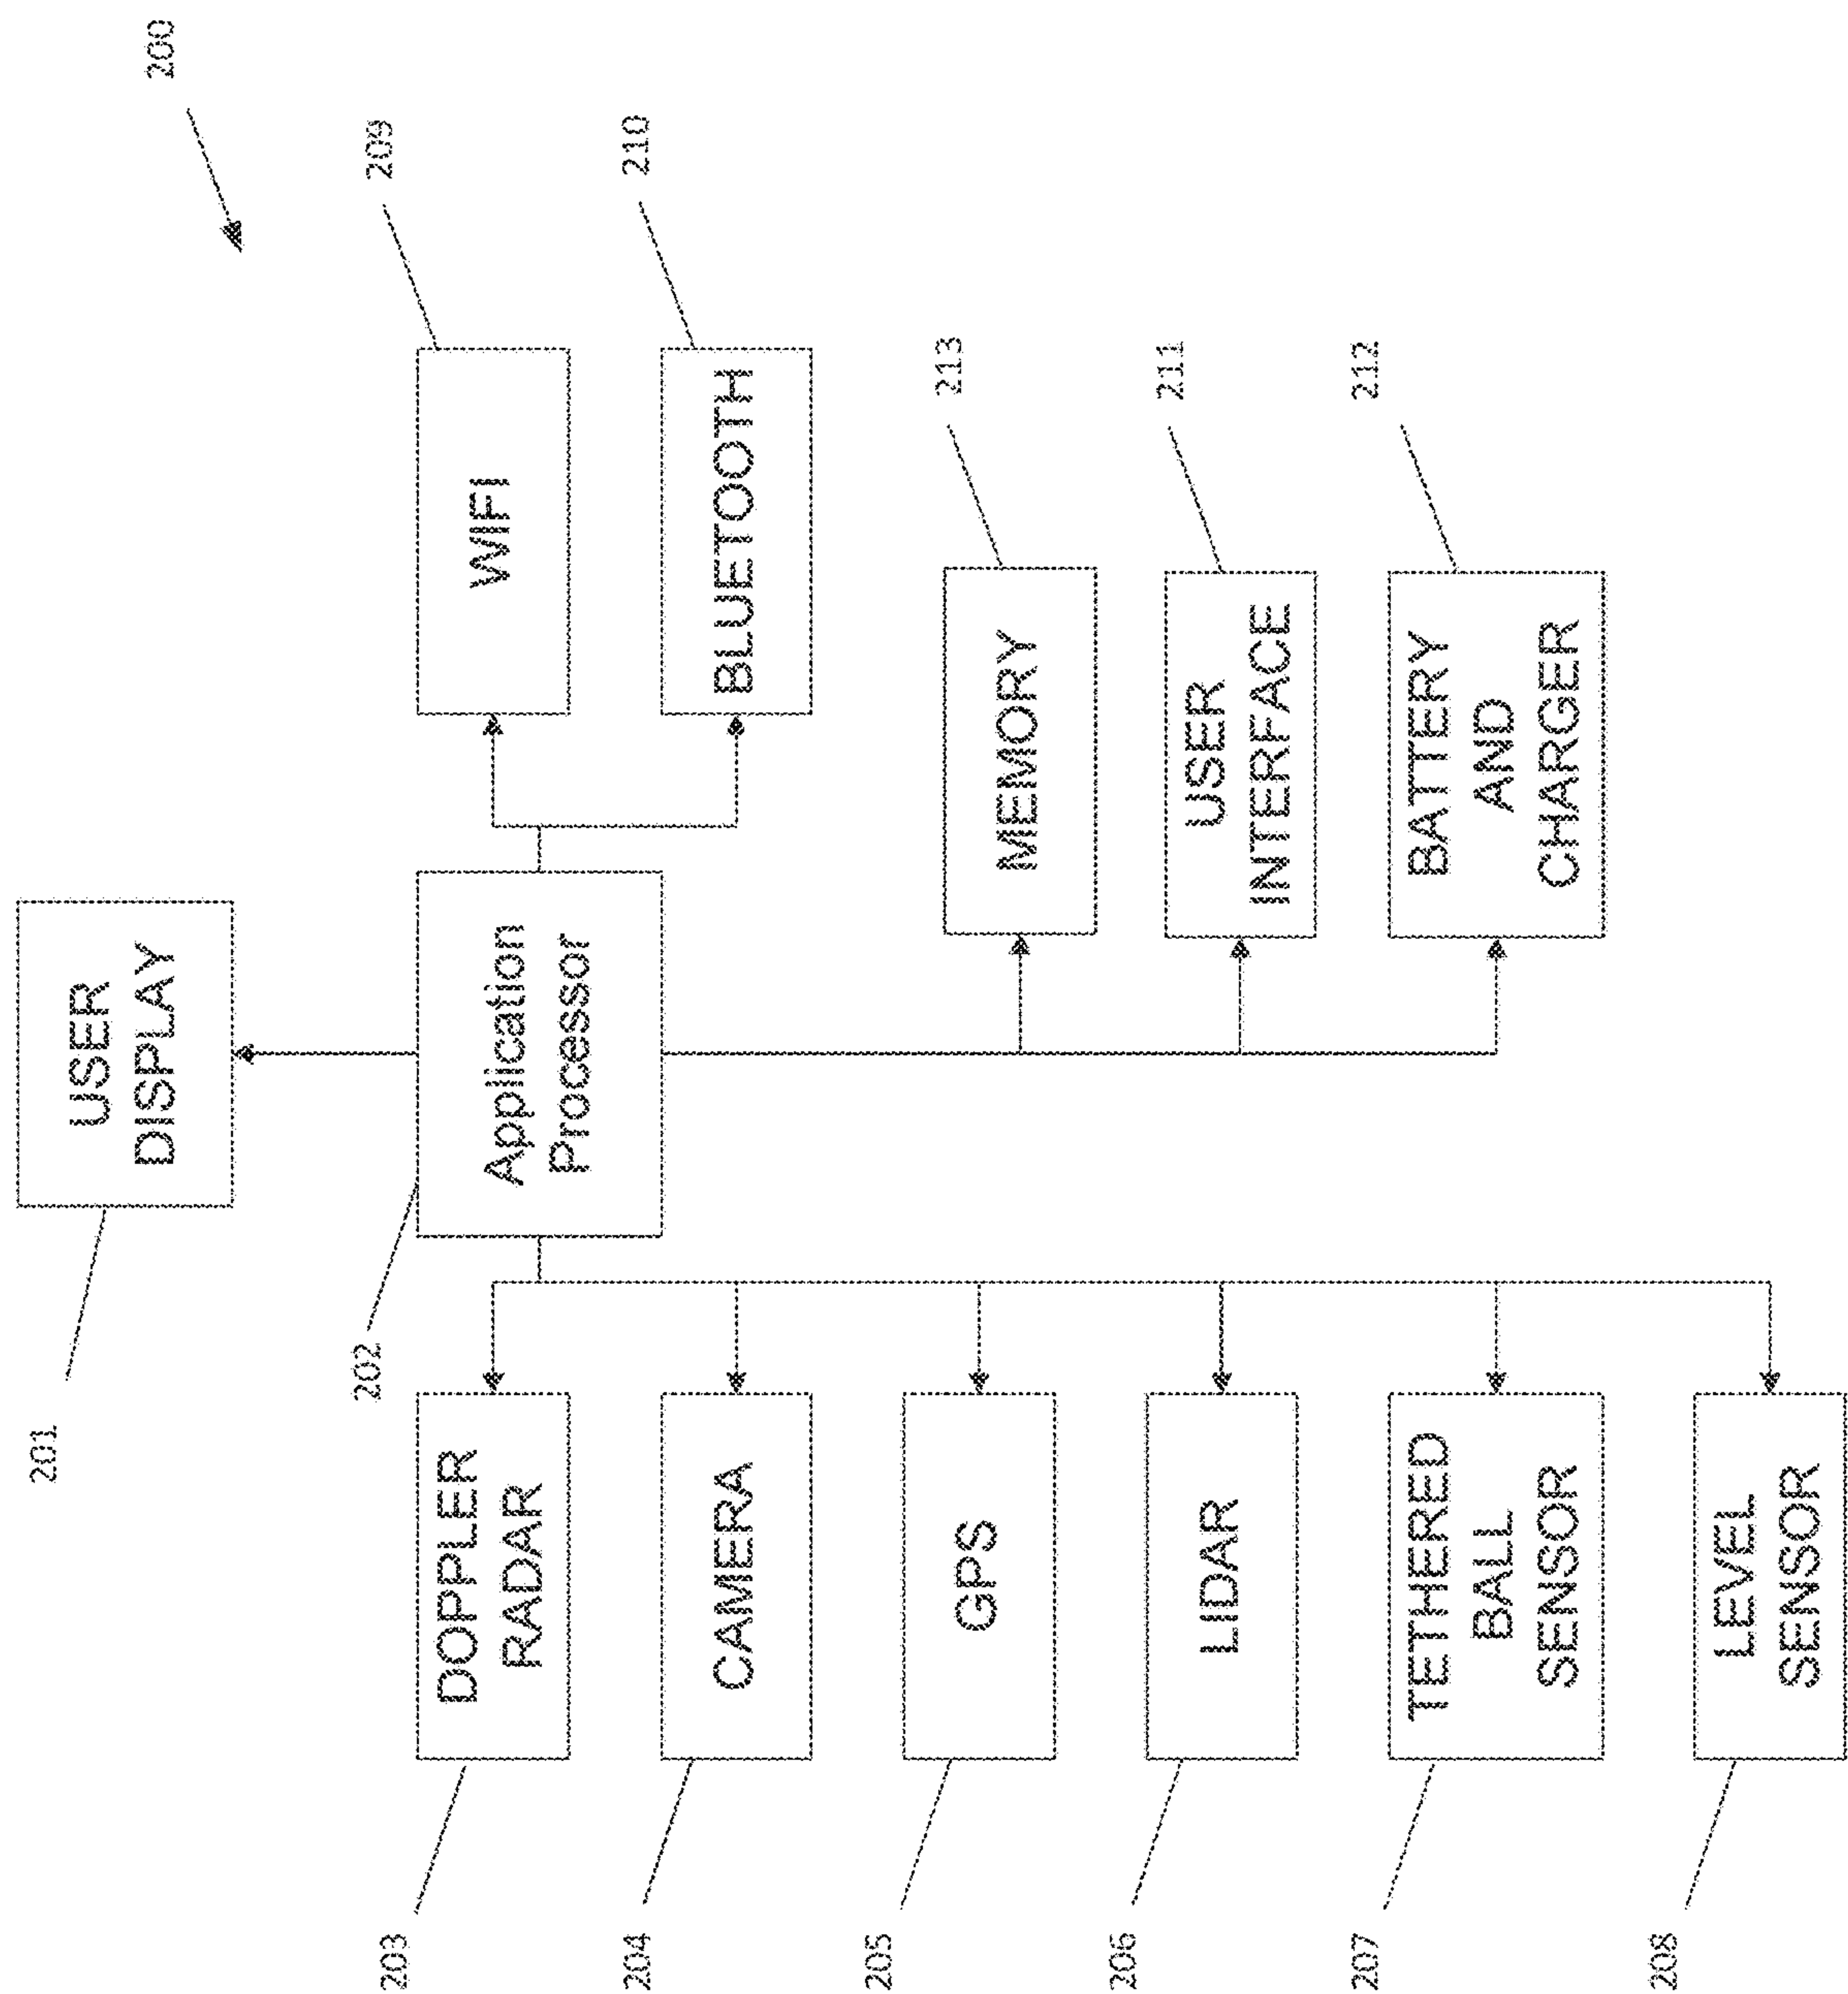 200
201
USER
DISPLAY
202
Application
Processor
203
DOPPLER
RADAR
204
CAMERA
205
GPS
206
LIDAR
207
TETHERED
BALL
SENSOR
208
LEVEL
SENSOR
209
WIFI
210
BLUETOOTH
213
MEMORY
211
USER
INTERFACE
212
BATTERY
AND
CHARGER